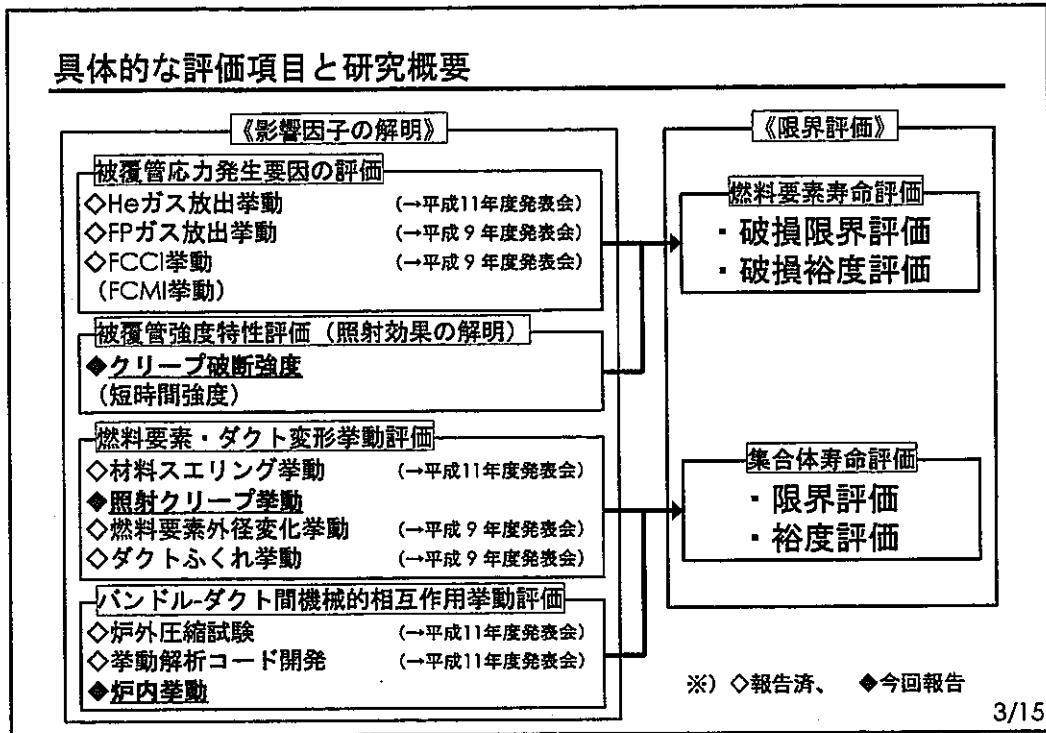 具体的な評価項目と研究概要
《影響因子の解明》
被覆管応力発生要因の評価
◇Heガス放出挙動 (→平成11年度発表会)
◇FPガス放出挙動 (→平成９年度発表会)
◇FCCI挙動 (→平成９年度発表会)
(FCMI挙動)
被覆管強度特性評価（照射効果の解明）
◆クリープ破断強度
(短時間強度)
燃料要素・ダクト変形挙動評価
◇材料スエリング挙動 (→平成11年度発表会)
◆照射クリープ挙動
◇燃料要素外径変化挙動 (→平成９年度発表会)
◇ダクトふくれ挙動 (→平成９年度発表会)
バンドル-ダクト間機械的相互作用挙動評価
◇炉外圧縮試験 (→平成11年度発表会)
◇挙動解析コード開発 (→平成11年度発表会)
◆炉内挙動
《限界評価》
燃料要素寿命評価
・破損限界評価
・破損裕度評価
集合体寿命評価
・限界評価
・裕度評価
※）◇報告済、 ◆今回報告
3/15